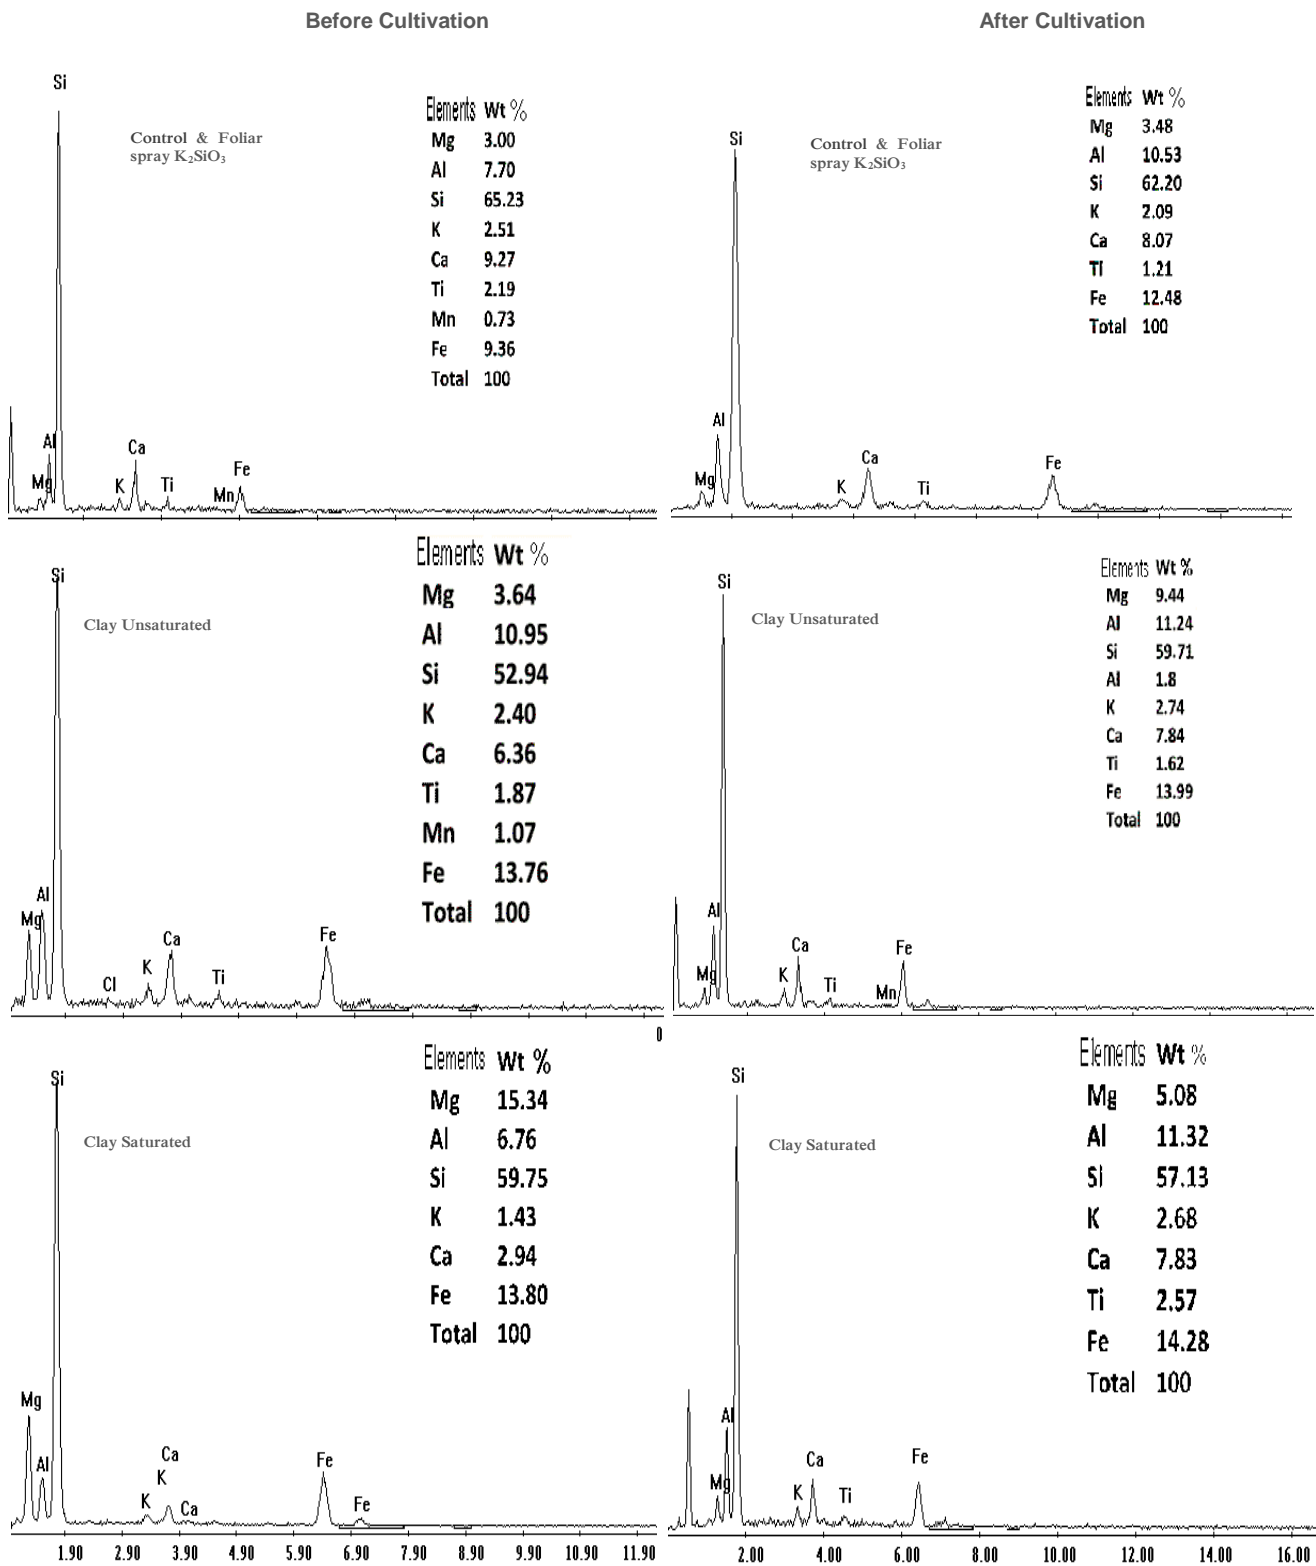 Before Cultivation
After Cultivation
Si
Control & Foliar
spray K₂SiO₃
Elements Wt %
Mg 3.00
Al 7.70
Si 65.23
K 2.51
Ca 9.27
Ti 2.19
Mn 0.73
Fe 9.36
Total 100
Al
Mg
K
Ca
Ti
Mn
Fe
Si
Control & Foliar
spray K₂SiO₃
Elements Wt %
Mg 3.48
Al 10.53
Si 62.20
K 2.09
Ca 8.07
Ti 1.21
Fe 12.48
Total 100
Al
Mg
K
Ca
Ti
Fe
Si
Clay Unsaturated
Elements Wt %
Mg 3.64
Al 10.95
Si 52.94
K 2.40
Ca 6.36
Ti 1.87
Mn 1.07
Fe 13.76
Total 100
Al
Mg
Cl
K
Ca
Ti
Fe
0
Si
Clay Unsaturated
Elements Wt %
Mg 9.44
Al 11.24
Si 59.71
Al 1.8
K 2.74
Ca 7.84
Ti 1.62
Fe 13.99
Total 100
Al
Mg
K
Ca
Ti
Mn
Fe
Si
Clay Saturated
Elements Wt %
Mg 15.34
Al 6.76
Si 59.75
K 1.43
Ca 2.94
Fe 13.80
Total 100
Mg
Al
Ca
K
K
Ca
Fe
Fe
1.90 2.90 3.90 4.90 5.90 6.90 7.90 8.90 9.90 10.90 11.90
Si
Clay Saturated
Elements Wt %
Mg 5.08
Al 11.32
Si 57.13
K 2.68
Ca 7.83
Ti 2.57
Fe 14.28
Total 100
Al
Mg
K
Ca
Ti
Fe
2.00 4.00 6.00 8.00 10.00 12.00 14.00 16.00